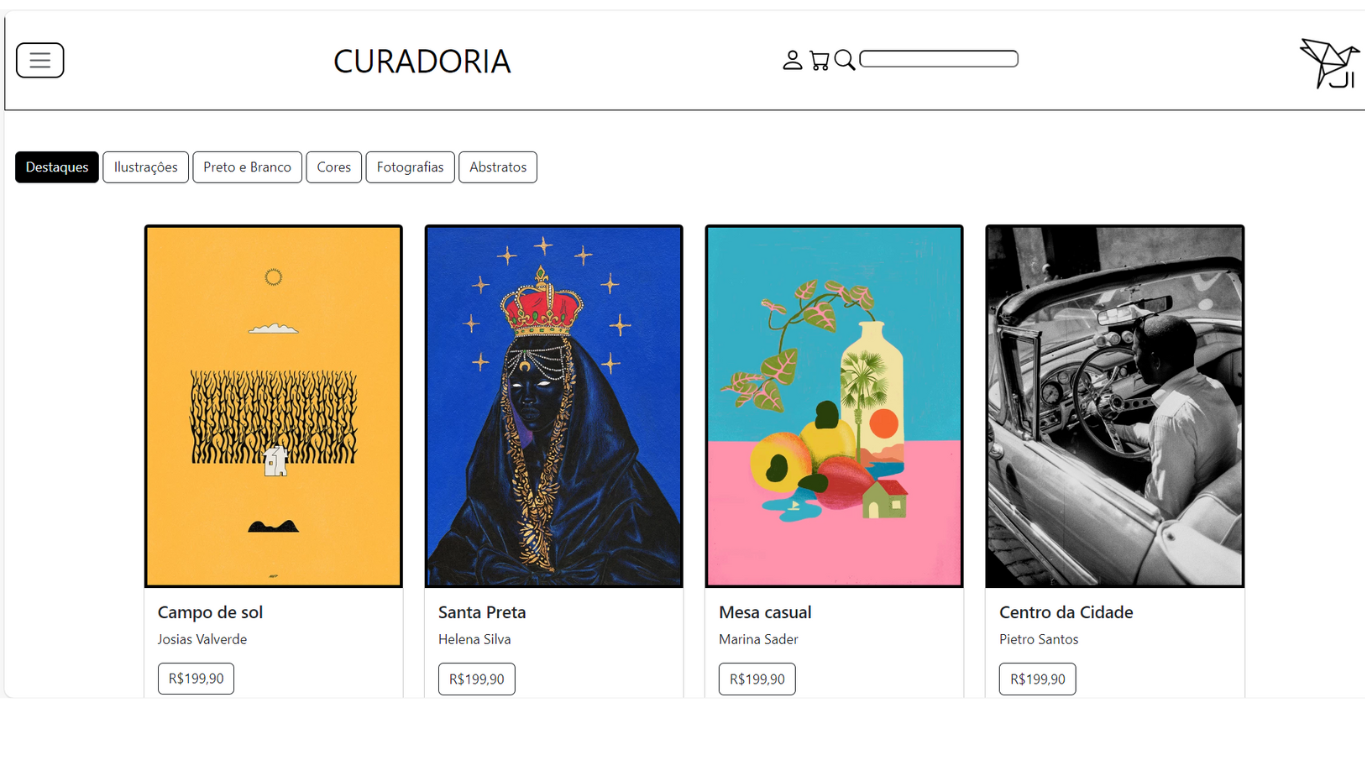 CURADORIA
JI
Destaques Ilustrações Preto e Branco Cores Fotografias Abstratos
Campo de sol
Josias Valverde
R$199,90
Santa Preta
Helena Silva
R$199,90
Mesa casual
Marina Sader
R$199,90
Centro da Cidade
Pietro Santos
R$199,90